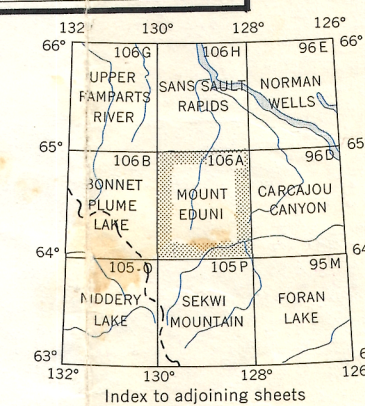 132° 130° 128° 126°
66° 106G 106H 96E 66°
UPPER RAMPARTS RIVER
SANS SAULT RAPIDS
NORMAN WELLS
65° 65
106B 106A 96D
BONNET PLUME LAKE
MOUNT EDUNI
CARCAJOU CANYON
64° 64
105-O 105P 95M
NIDDERY LAKE
SEKWI MOUNTAIN
FORAN LAKE
63° 6
132° 130° 128° 126°
Index to adjoining sheets